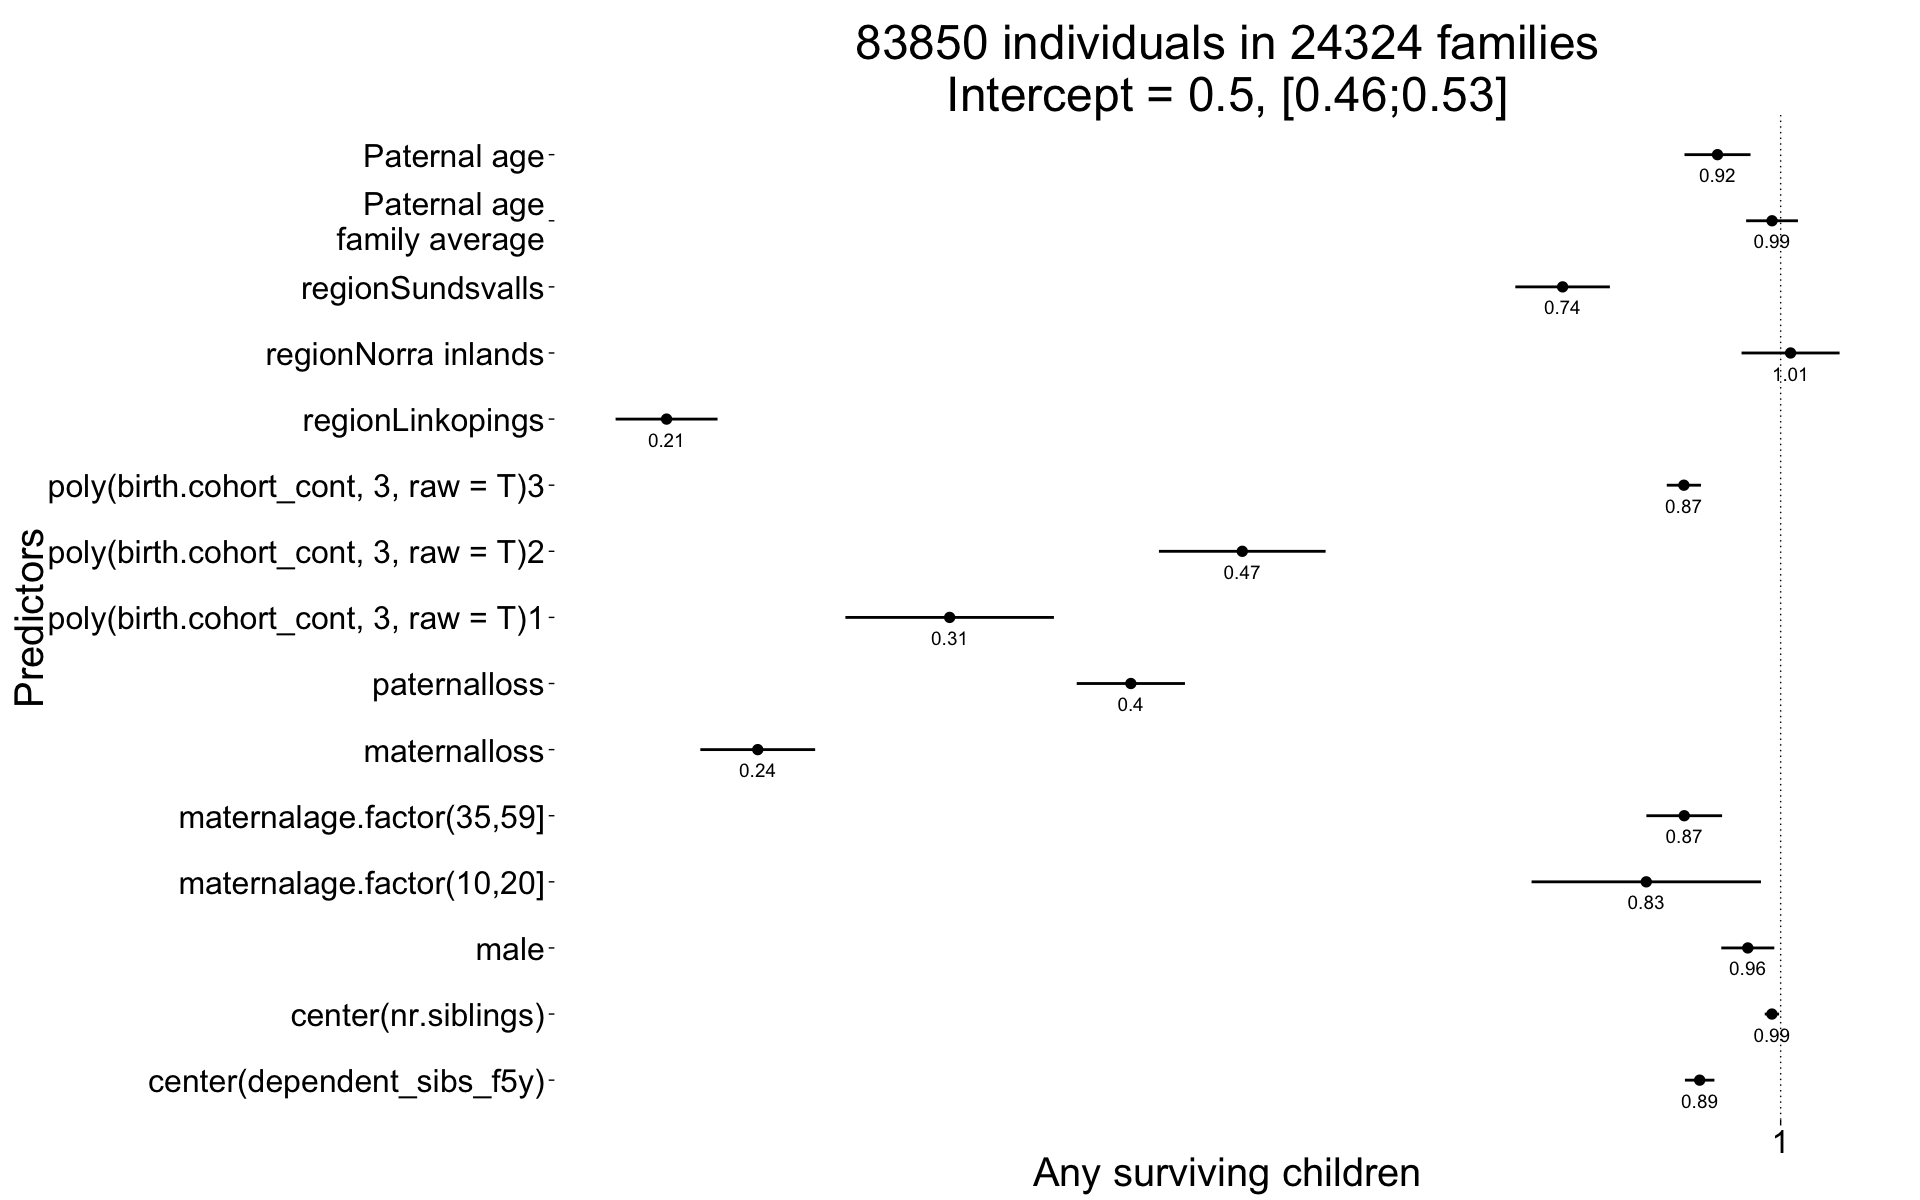 83850 individuals in 24324 families
Intercept = 0.5, [0.46;0.53]
Predictors
Paternal age
0.92
Paternal age
family average
0.99
regionSundsvalls
0.74
regionNorra inlands
1.01
regionLinkopings
0.21
poly(birth.cohort_cont, 3, raw = T)3
0.87
poly(birth.cohort_cont, 3, raw = T)2
0.47
poly(birth.cohort_cont, 3, raw = T)1
0.31
paternalloss
0.4
maternalloss
0.24
maternalage.factor(35,59]
0.87
maternalage.factor(10,20]
0.83
male
0.96
center(nr.siblings)
0.99
center(dependent_sibs_f5y)
0.89
1
Any surviving children